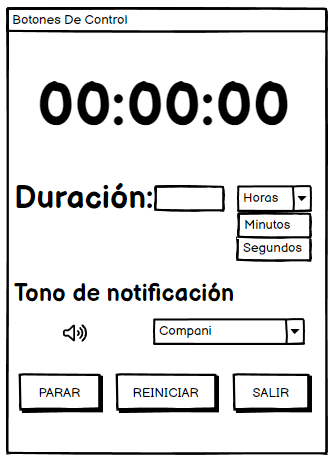 Botones De Control
00:00:00
Duración: Horas
Minutos
Segundos
Tono de notificación
Compani
PARAR REINICIAR SALIR